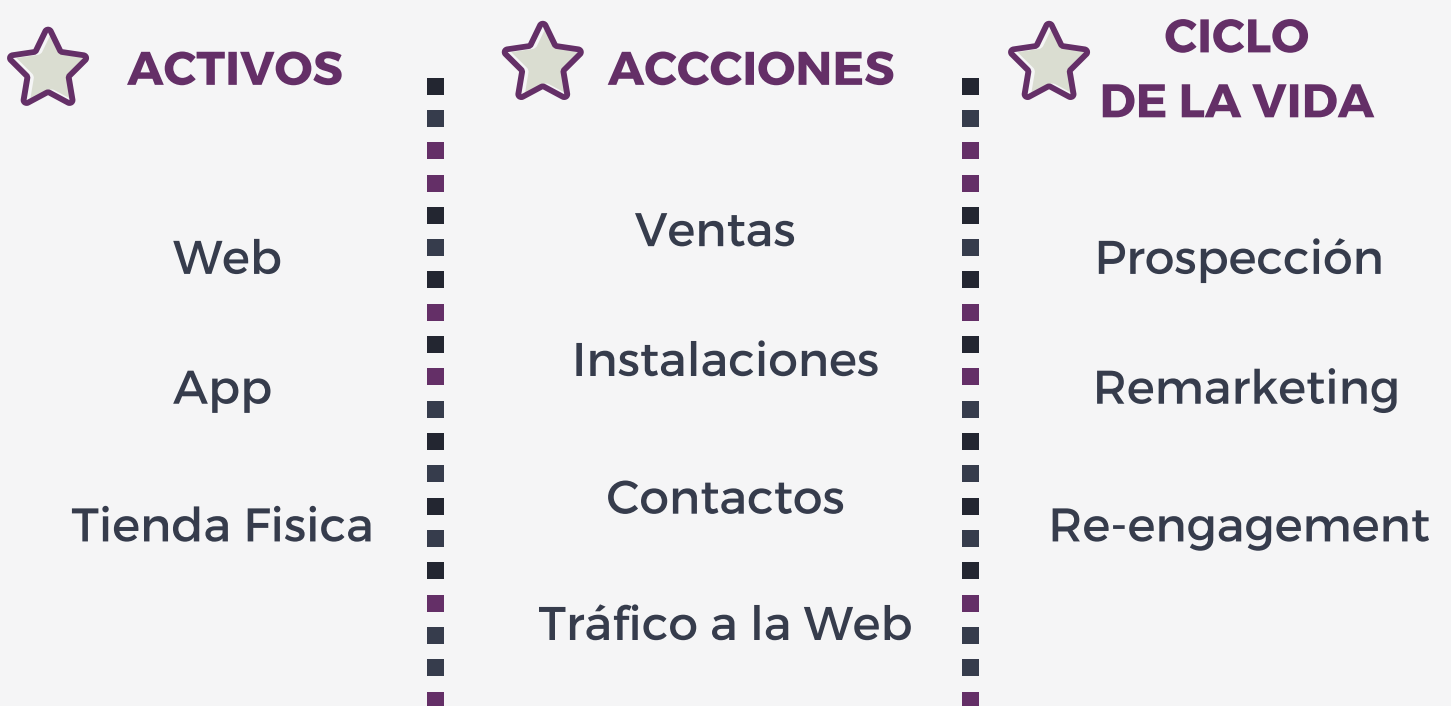 ACTIVOS
Web
App
Tienda Fisica
ACCCIONES
Ventas
Instalaciones
Contactos
Tráfico a la Web
CICLO
DE LA VIDA
Prospección
Remarketing
Re-engagement